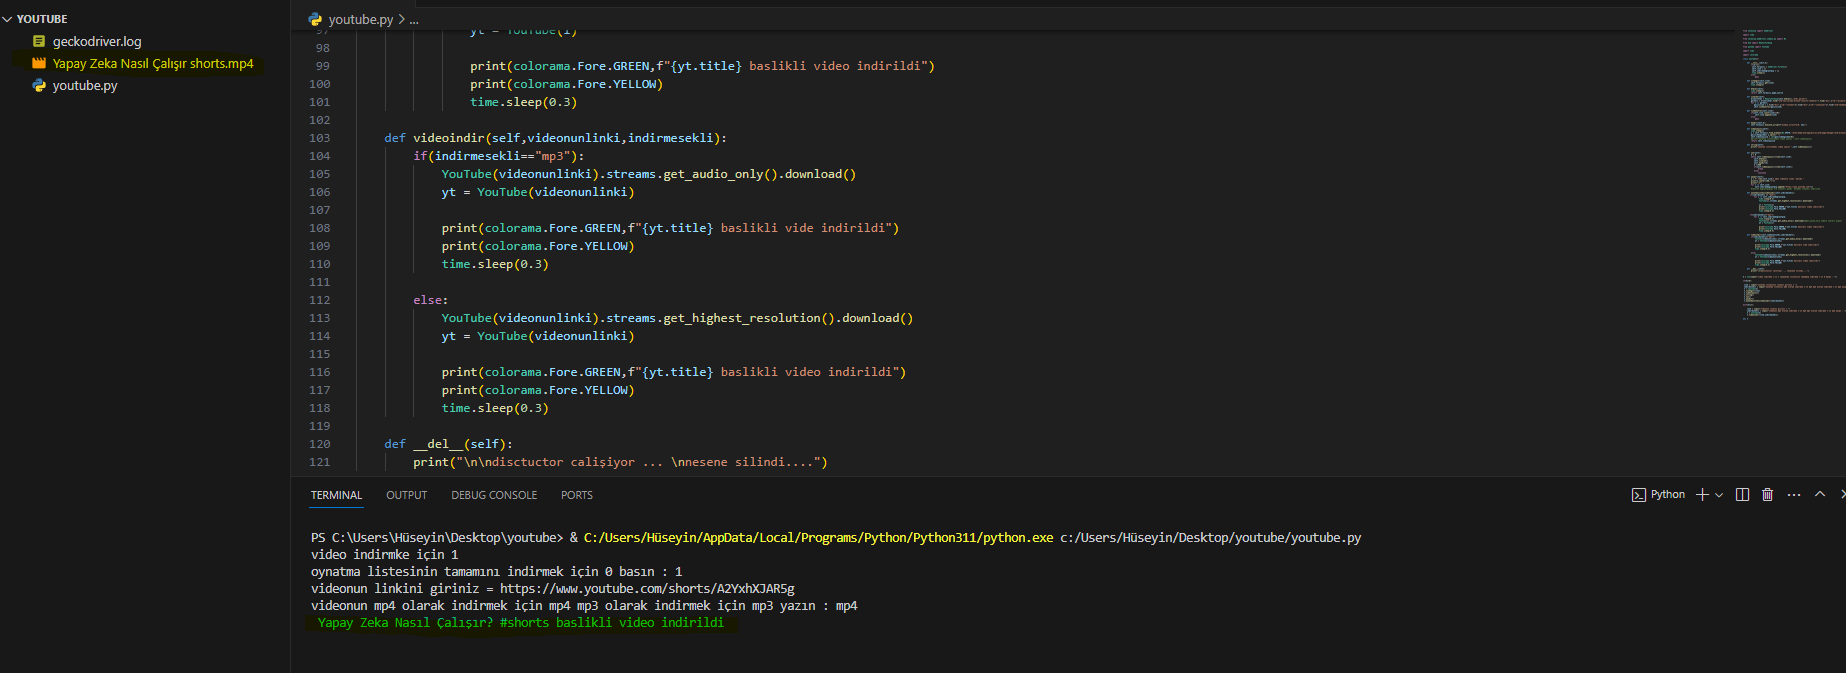 YOUTUBE
geckodriver.log
Yapay Zeka Nasıl Çalışır shorts.mp4
youtube.py
youtube.py > ...
97 yt = YouTube(i)
98
99 print(colorama.Fore.GREEN,f"{yt.title} baslikli video indirildi")
100 print(colorama.Fore.YELLOW)
101 time.sleep(0.3)
102
103 def videoindir(self,videonunlinki,indirmesekli):
104 if(indirmesekli=="mp3"):
105 YouTube(videonunlinki).streams.get_audio_only().download()
106 yt = YouTube(videonunlinki)
107
108 print(colorama.Fore.GREEN,f"{yt.title} baslikli vide indirildi")
109 print(colorama.Fore.YELLOW)
110 time.sleep(0.3)
111
112 else:
113 YouTube(videonunlinki).streams.get_highest_resolution().download()
114 yt = YouTube(videonunlinki)
115
116 print(colorama.Fore.GREEN,f"{yt.title} baslikli video indirildi")
117 print(colorama.Fore.YELLOW)
118 time.sleep(0.3)
119
120 def __del__(self):
121 print("\n\ndisctuctor calişiyor ... \nnesene silindi....")
TERMINAL OUTPUT DEBUG CONSOLE PORTS Python
PS C:\Users\Hüseyin\Desktop\youtube> & C:/Users/Hüseyin/AppData/Local/Programs/Python/Python311/python.exe c:/Users/Hüseyin/Desktop/youtube/youtube.py
video indirmke için 1
oynatma listesinin tamamını indirmek için 0 basın : 1
videonun linkini giriniz = https://www.youtube.com/shorts/A2YxhXJAR5g
videonun mp4 olarak indirmek için mp4 mp3 olarak indirmek için mp3 yazın : mp4
Yapay Zeka Nasıl Çalışır? #shorts baslikli video indirildi